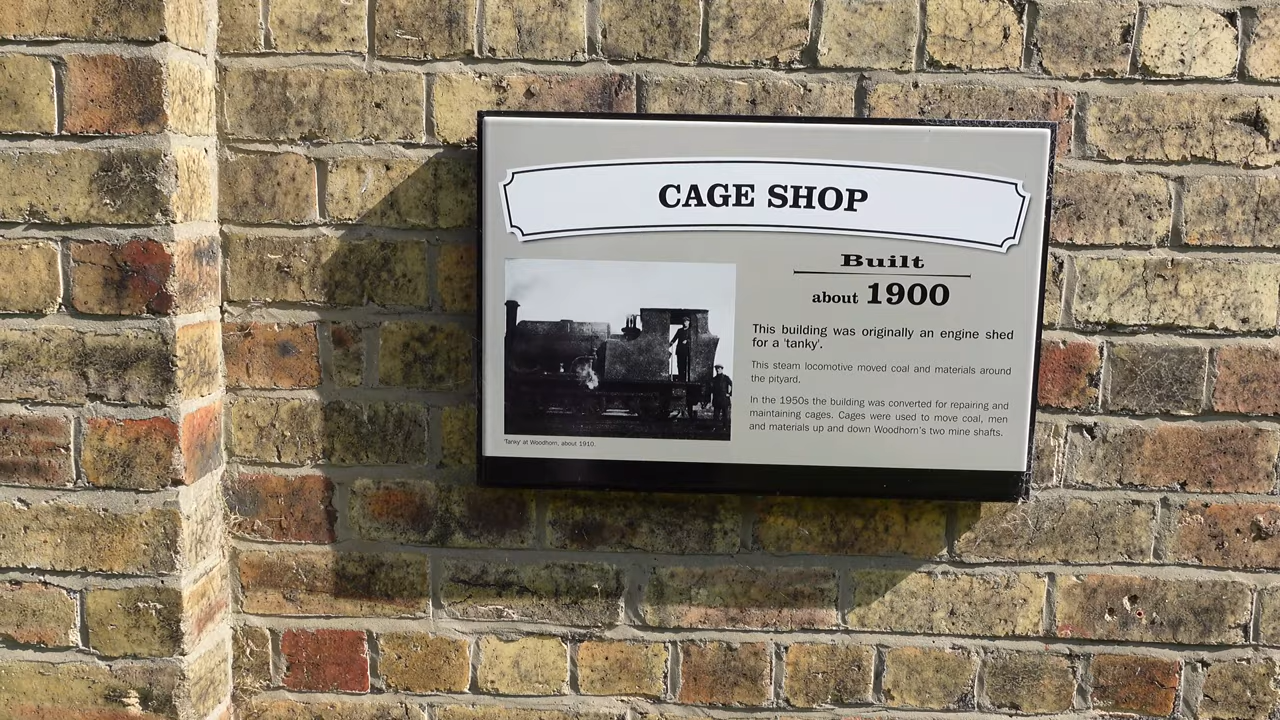 CAGE SHOP
Built
about 1900
This building was originally an engine shed
for a 'tanky'.
This steam locomotive moved coal and materials around
the pityard.
In the 1950s the building was converted for repairing and
maintaining cages. Cages were used to move coal, men
and materials up and down Woodhorn's two mine shafts.
'Tanky' at Woodhorn, about 1910.